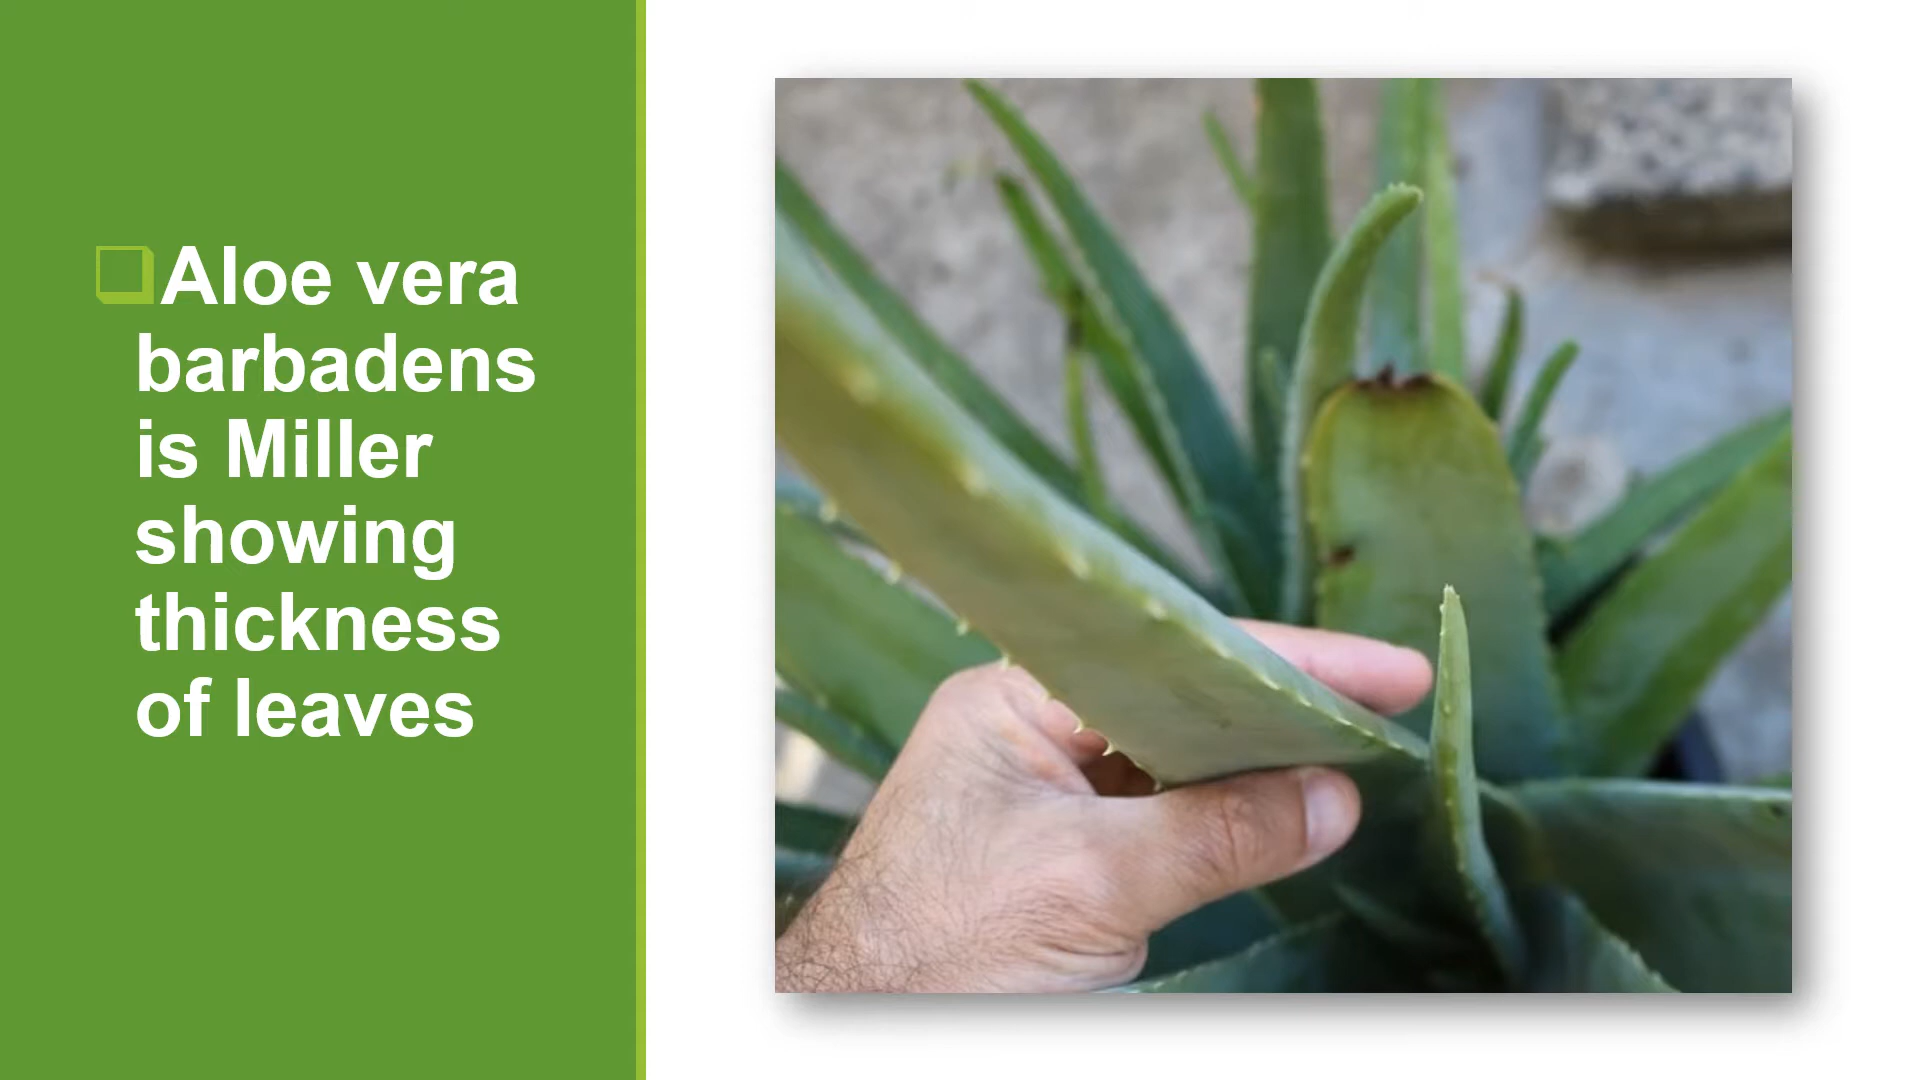 Aloe vera
barbadens
is Miller
showing
thickness
of leaves